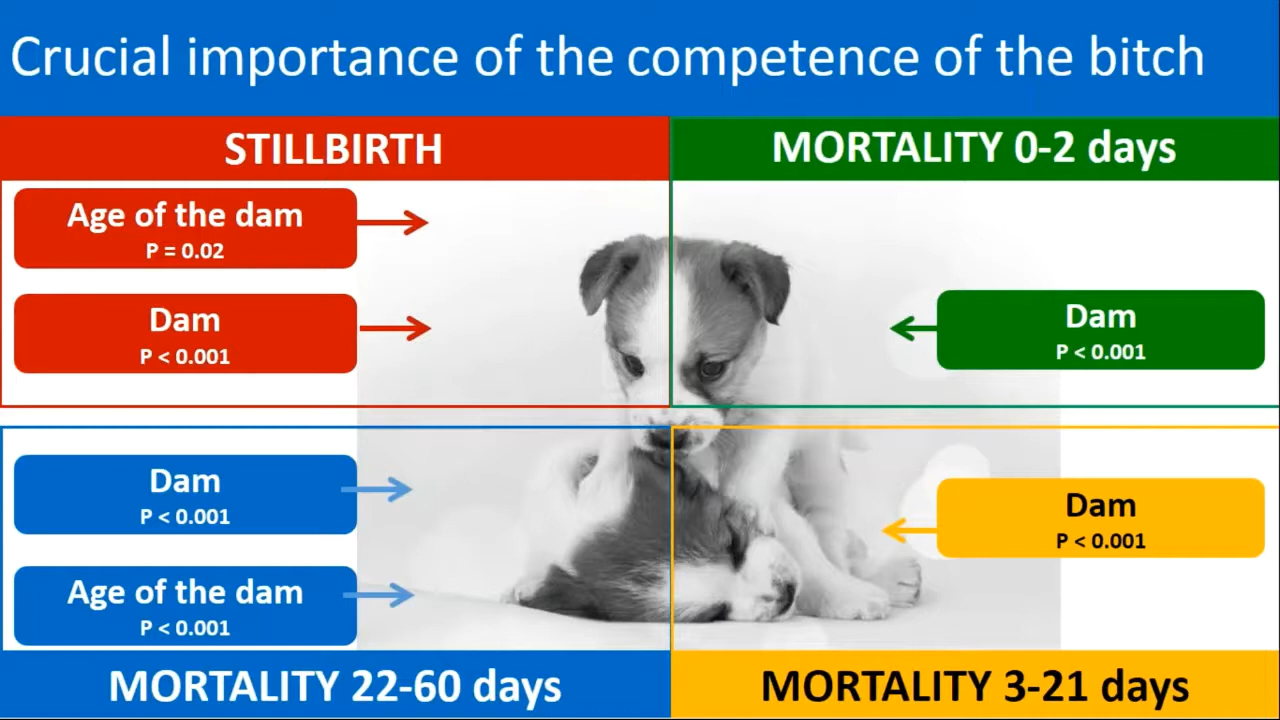 Crucial importance of the competence of the bitch
STILLBIRTH
Age of the dam
P = 0.02
Dam
P < 0.001
MORTALITY 0-2 days
Dam
P < 0.001
Dam
P < 0.001
Age of the dam
P < 0.001
MORTALITY 22-60 days
Dam
P < 0.001
MORTALITY 3-21 days